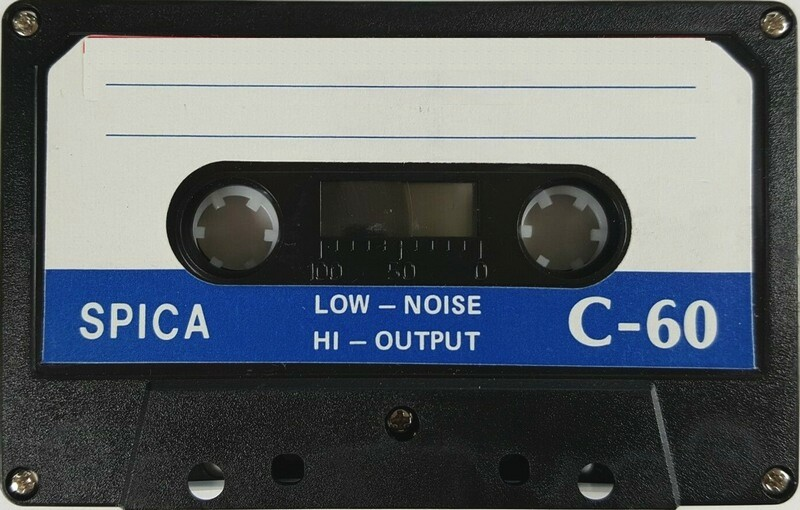 100 50 0
SPICA
LOW – NOISE
HI – OUTPUT
C-60